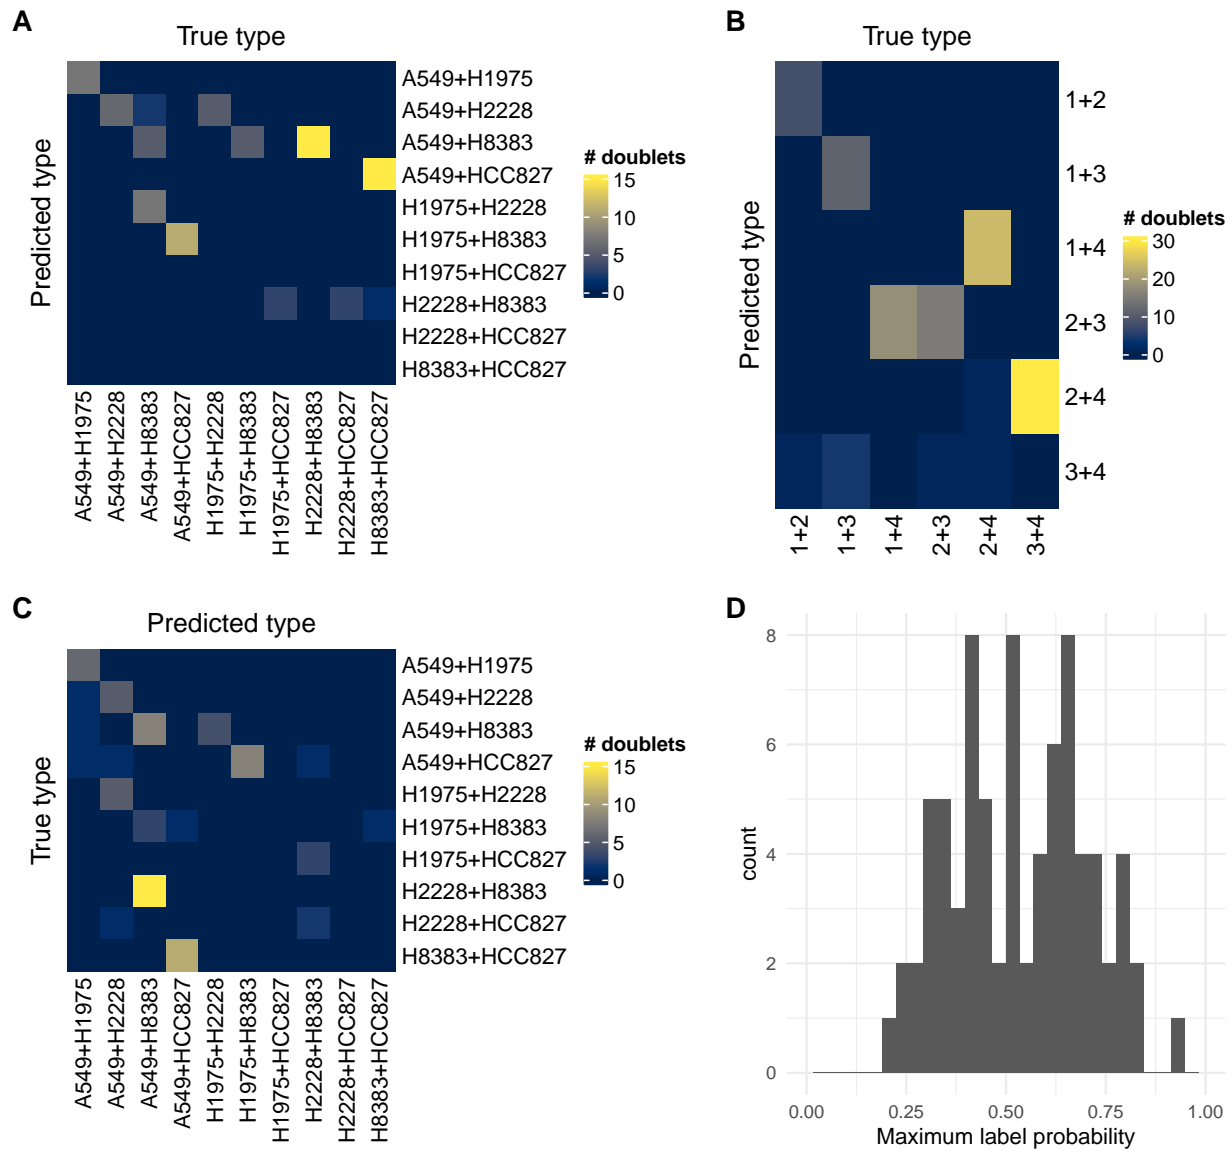 A
True type
Predicted type
A549+H1975
A549+H2228
A549+H8383
A549+HCC827
H1975+H2228
H1975+H8383
H1975+HCC827
H2228+H8383
H2228+HCC827
H8383+HCC827
# doublets
15
10
5
0
A549+H1975
A549+H2228
A549+H8383
A549+HCC827
H1975+H2228
H1975+H8383
H1975+HCC827
H2228+H8383
H2228+HCC827
H8383+HCC827
B
True type
Predicted type
1+2
1+3
1+4
2+3
2+4
3+4
# doublets
30
20
10
0
1+2
1+3
1+4
2+3
2+4
3+4
C
Predicted type
True type
A549+H1975
A549+H2228
A549+H8383
A549+HCC827
H1975+H2228
H1975+H8383
H1975+HCC827
H2228+H8383
H2228+HCC827
H8383+HCC827
# doublets
15
10
5
0
A549+H1975
A549+H2228
A549+H8383
A549+HCC827
H1975+H2228
H1975+H8383
H1975+HCC827
H2228+H8383
H2228+HCC827
H8383+HCC827
D
count
8
6
4
2
0
0.00
0.25
0.50
0.75
1.00
Maximum label probability